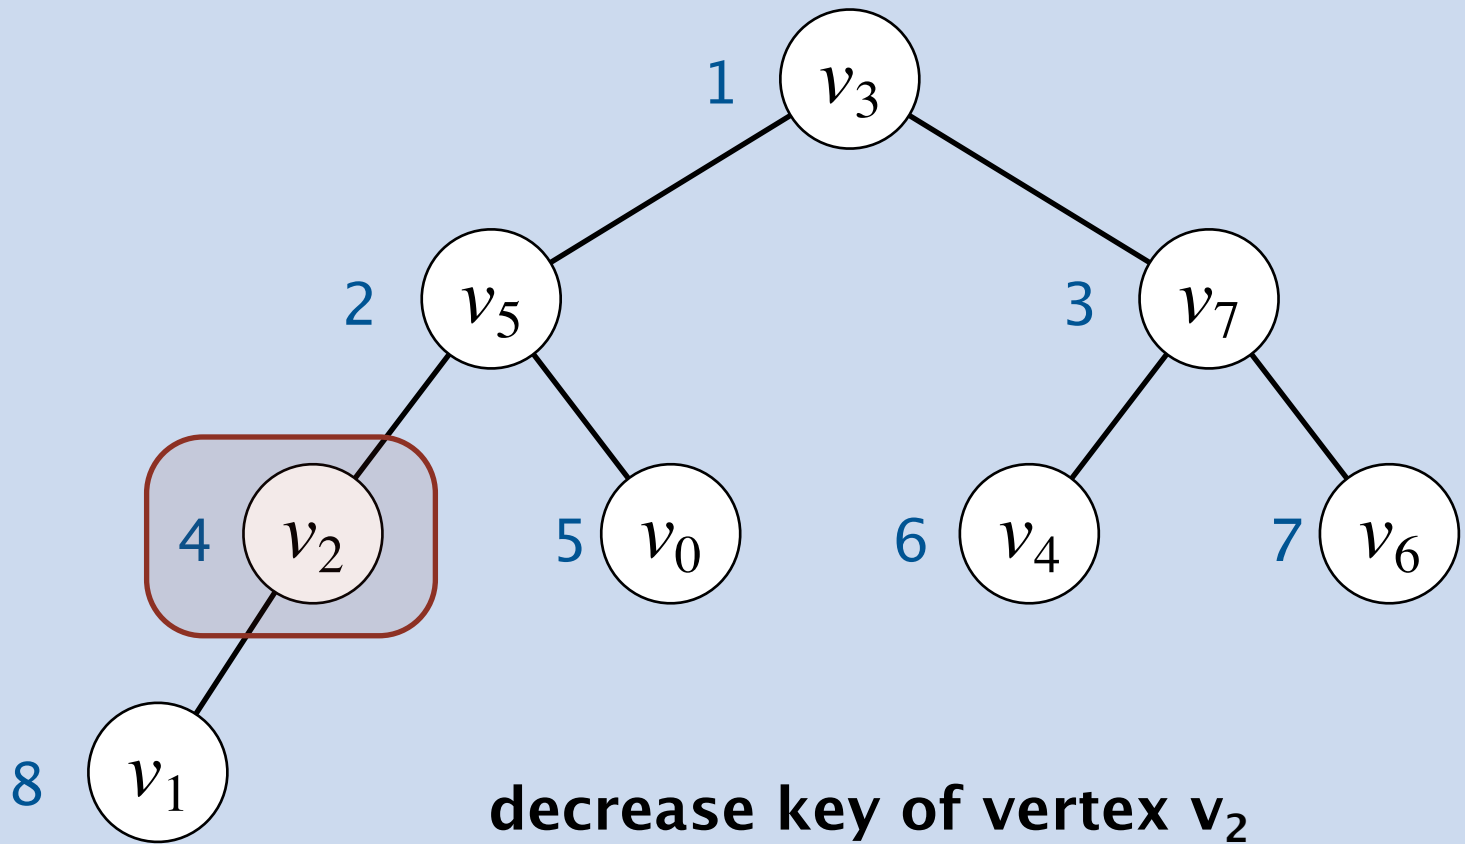 1 v₃
2 v₅ 3 v₇
4 v₂ 5 v₀ 6 v₄ 7 v₆
8 v₁
decrease key of vertex v₂